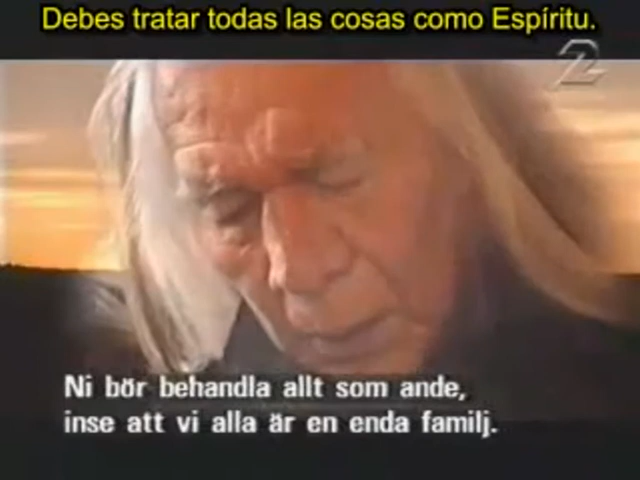 Debes tratar todas las cosas como Espíritu.
2
Ni bör behandla allt som ande,
inse att vi alla är en enda familj.